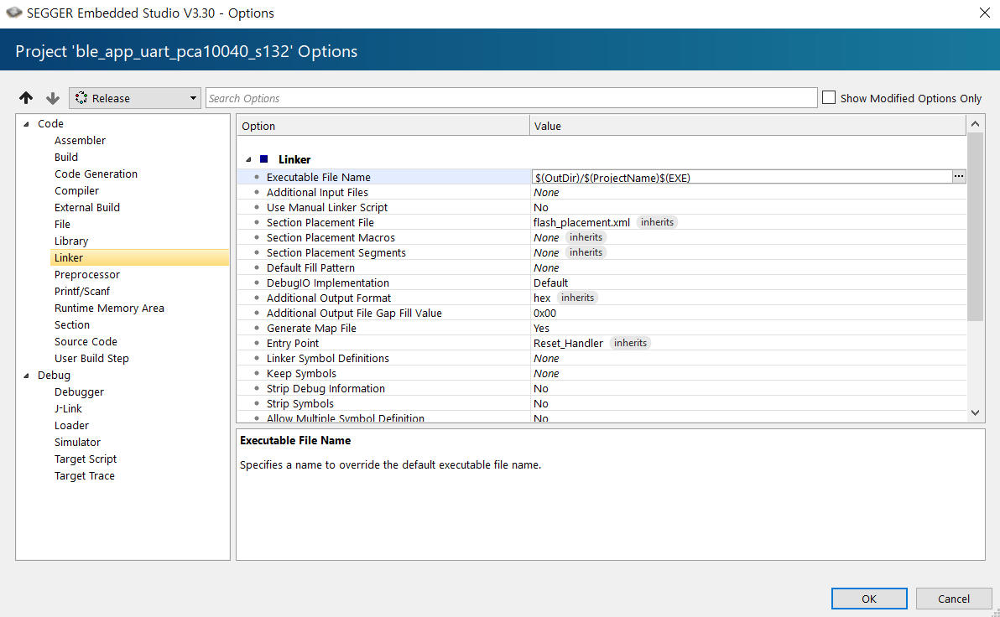 SEGGER Embedded Studio V3.30 - Options
Project 'ble_app_uart_pca10040_s132' Options
Release
Search Options
Show Modified Options Only
Code
Assembler
Build
Code Generation
Compiler
External Build
File
Library
Linker
Preprocessor
Printf/Scanf
Runtime Memory Area
Section
Source Code
User Build Step
Debug
Debugger
J-Link
Loader
Simulator
Target Script
Target Trace
Option Value
Linker
Executable File Name $(OutDir)/$(ProjectName)$(EXE) ...
Additional Input Files None
Use Manual Linker Script No
Section Placement File flash_placement.xml inherits
Section Placement Macros None inherits
Section Placement Segments None inherits
Default Fill Pattern None
DebugIO Implementation Default
Additional Output Format hex inherits
Additional Output File Gap Fill Value 0x00
Generate Map File Yes
Entry Point Reset_Handler inherits
Linker Symbol Definitions None
Keep Symbols None
Strip Debug Information No
Strip Symbols No
Allow Multiple Symbol Definition No
Executable File Name
Specifies a name to override the default executable file name.
OK
Cancel